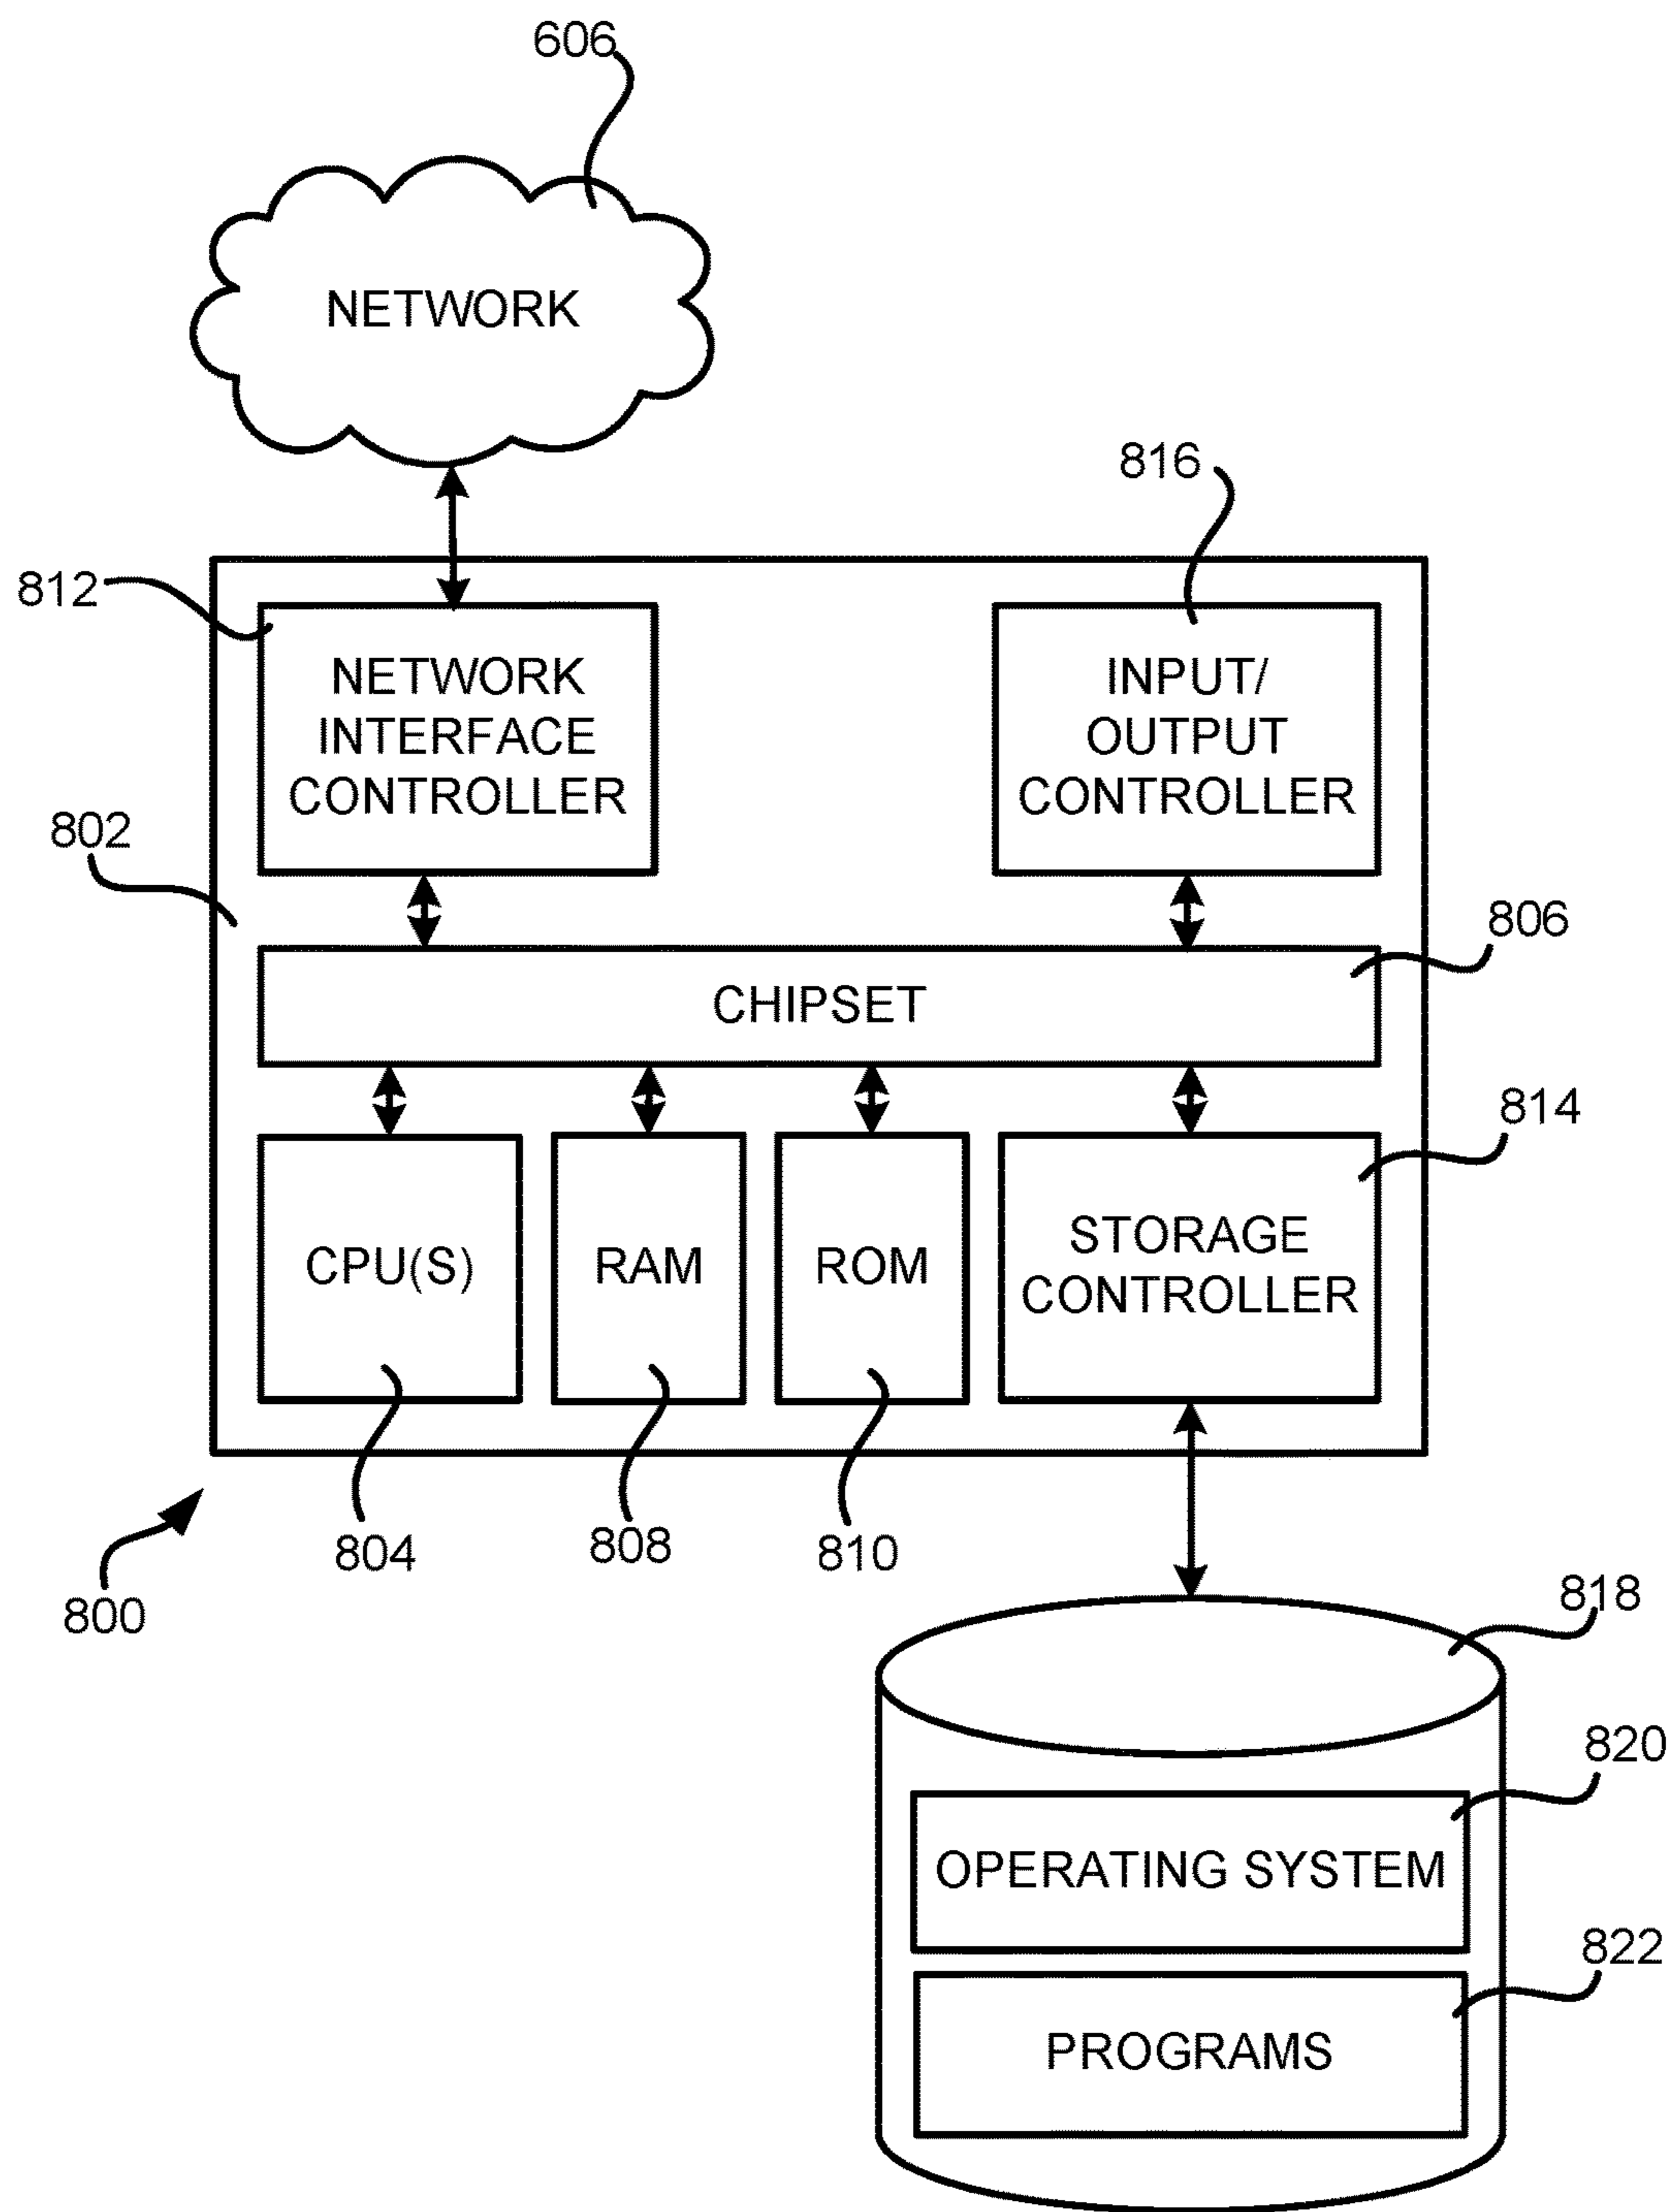 606
NETWORK
816
812
NETWORK
INTERFACE
CONTROLLER
INPUT/
OUTPUT
CONTROLLER
802
806
CHIPSET
814
CPU(S)
RAM
ROM
STORAGE
CONTROLLER
804
808
810
800
818
820
OPERATING SYSTEM
822
PROGRAMS